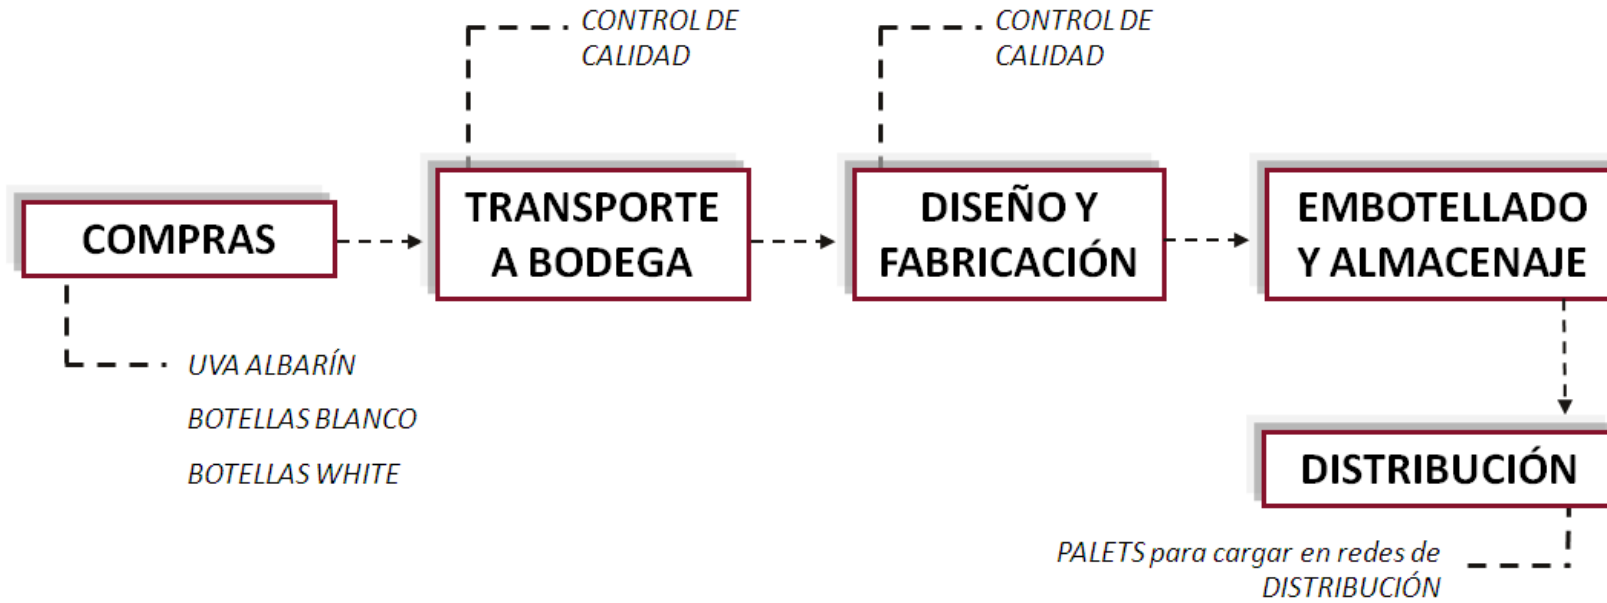 CONTROL DE
CALIDAD
CONTROL DE
CALIDAD
COMPRAS
TRANSPORTE
A BODEGA
DISEÑO Y
FABRICACIÓN
EMBOTELLADO
Y ALMACENAJE
UVA ALBARÍN
BOTELLAS BLANCO
BOTELLAS WHITE
DISTRIBUCIÓN
PALETS para cargar en redes de
DISTRIBUCIÓN